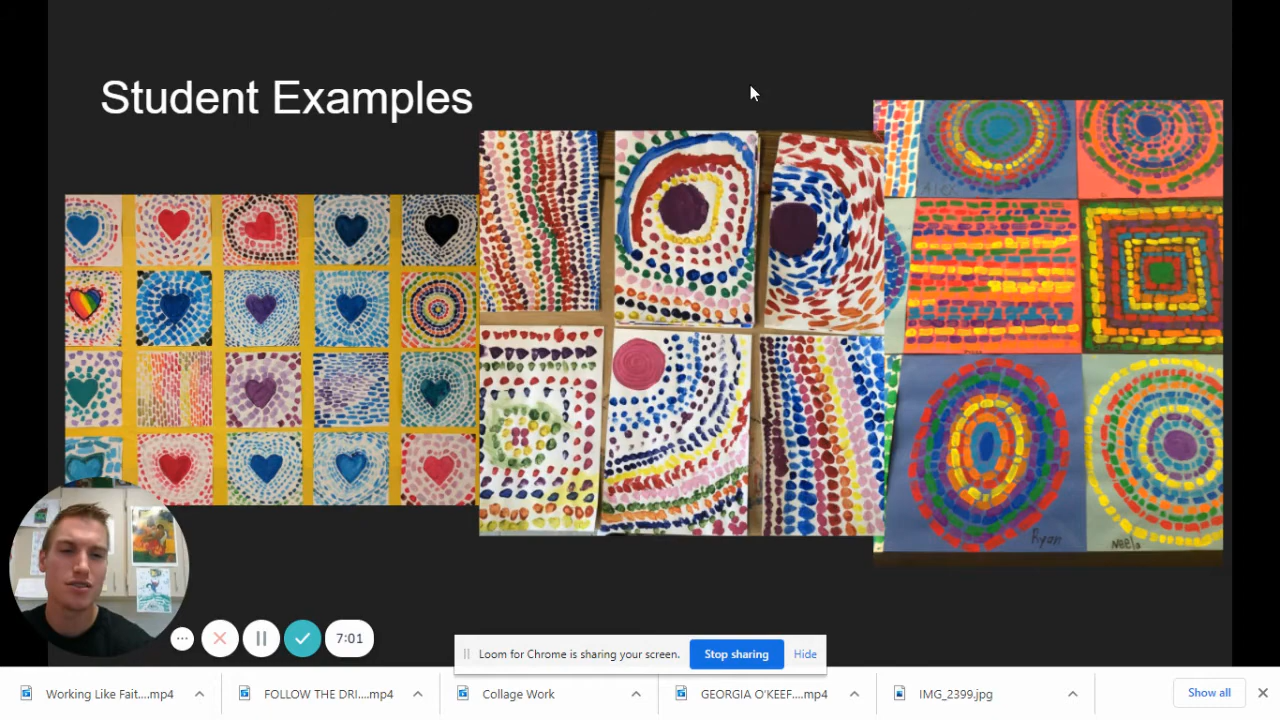 Student Examples
Alex
Ryan
Neela
7:01
Loom for Chrome is sharing your screen.
Stop sharing
Hide
Working Like Fait....mp4
FOLLOW THE DRI....mp4
Collage Work
GEORGIA O'KEEF....mp4
IMG_2399.jpg
Show all